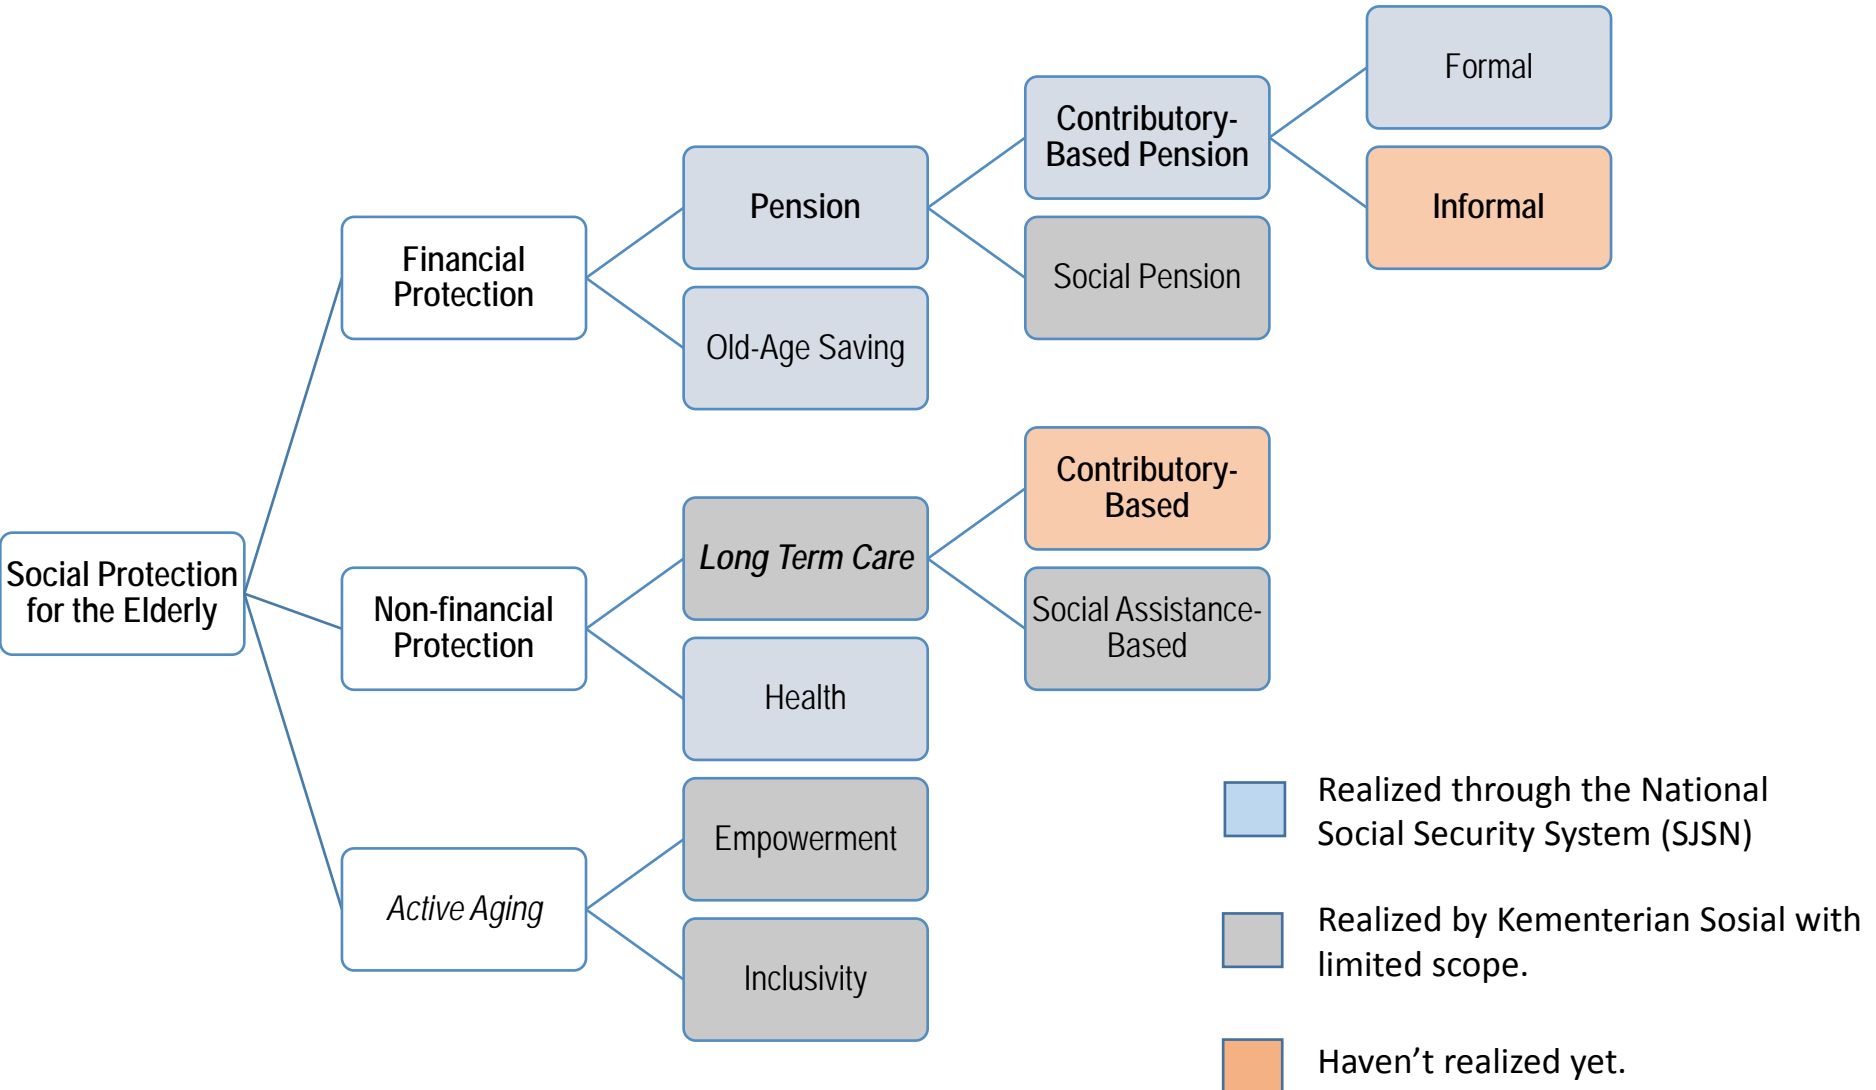 Social Protection
for the Elderly
Financial
Protection
Pension
Contributory-
Based Pension
Formal
Informal
Social Pension
Old-Age Saving
Non-financial
Protection
Long Term Care
Contributory-
Based
Social Assistance-
Based
Health
Active Aging
Empowerment
Inclusivity
Realized through the National
Social Security System (SJSN)
Realized by Kementerian Sosial with
limited scope.
Haven’t realized yet.